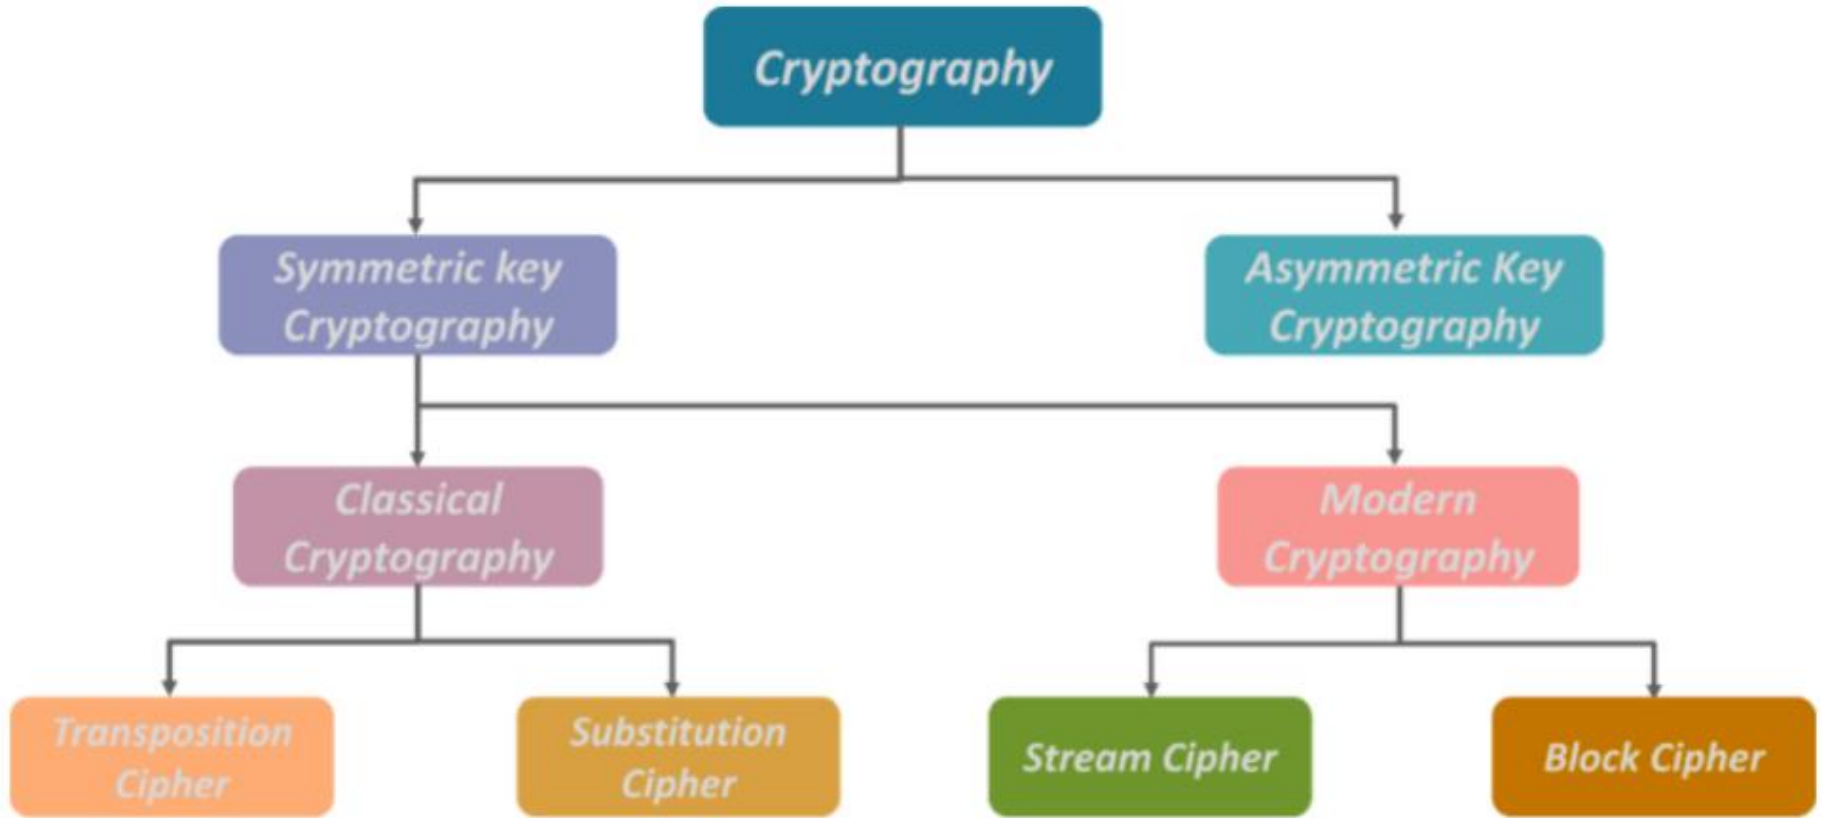 Cryptography
Symmetric key
Cryptography
Asymmetric Key
Cryptography
Classical
Cryptography
Modern
Cryptography
Transposition
Cipher
Substitution
Cipher
Stream Cipher
Block Cipher